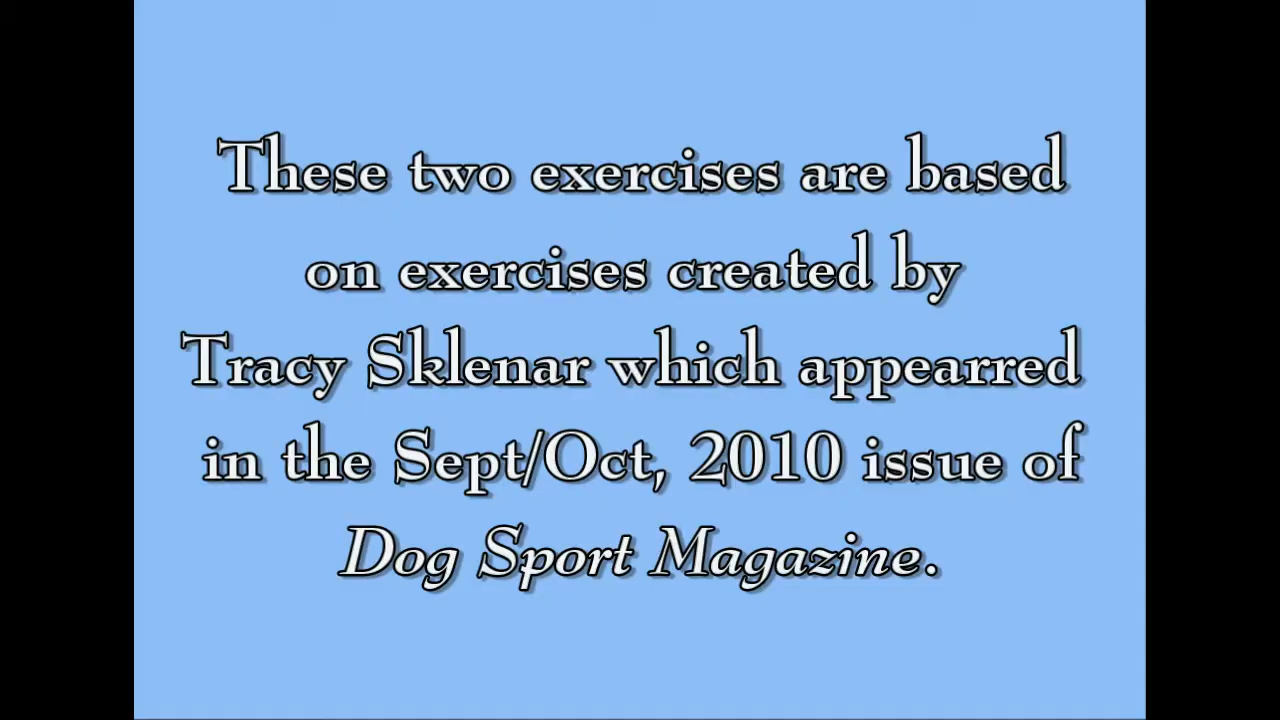 These two exercises are based
on exercises created by
Tracy Sklenar which appearred
in the Sept/Oct, 2010 issue of
Dog Sport Magazine.